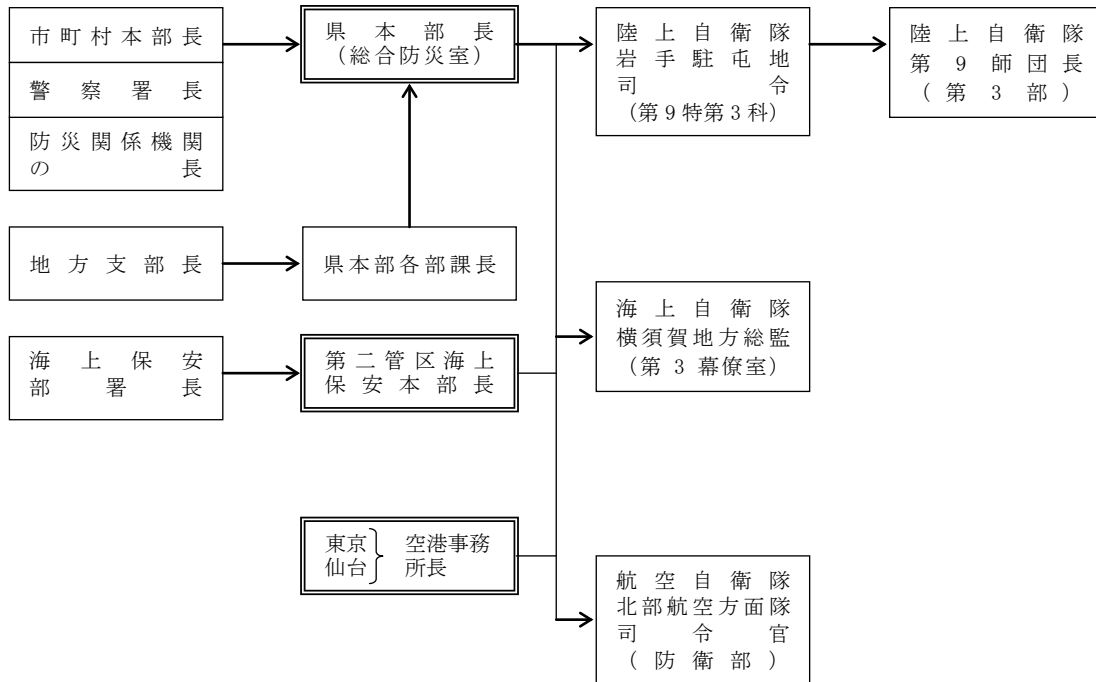 市町村本部長
警察署長
防災関係機関
の長
県本部長
（総合防災室）
陸上自衛隊
岩手駐屯地
司令
（第９特第３科）
陸上自衛隊
第９師団長
（第３部）
地方支部長
県本部各部課長
海上自衛隊
横須賀地方総監
（第３幕僚室）
海上保安
部署長
第二管区海上
保安本部長
東京
仙台
空港事務
所長
航空自衛隊
北部航空方面隊
司令官
（防衛部）